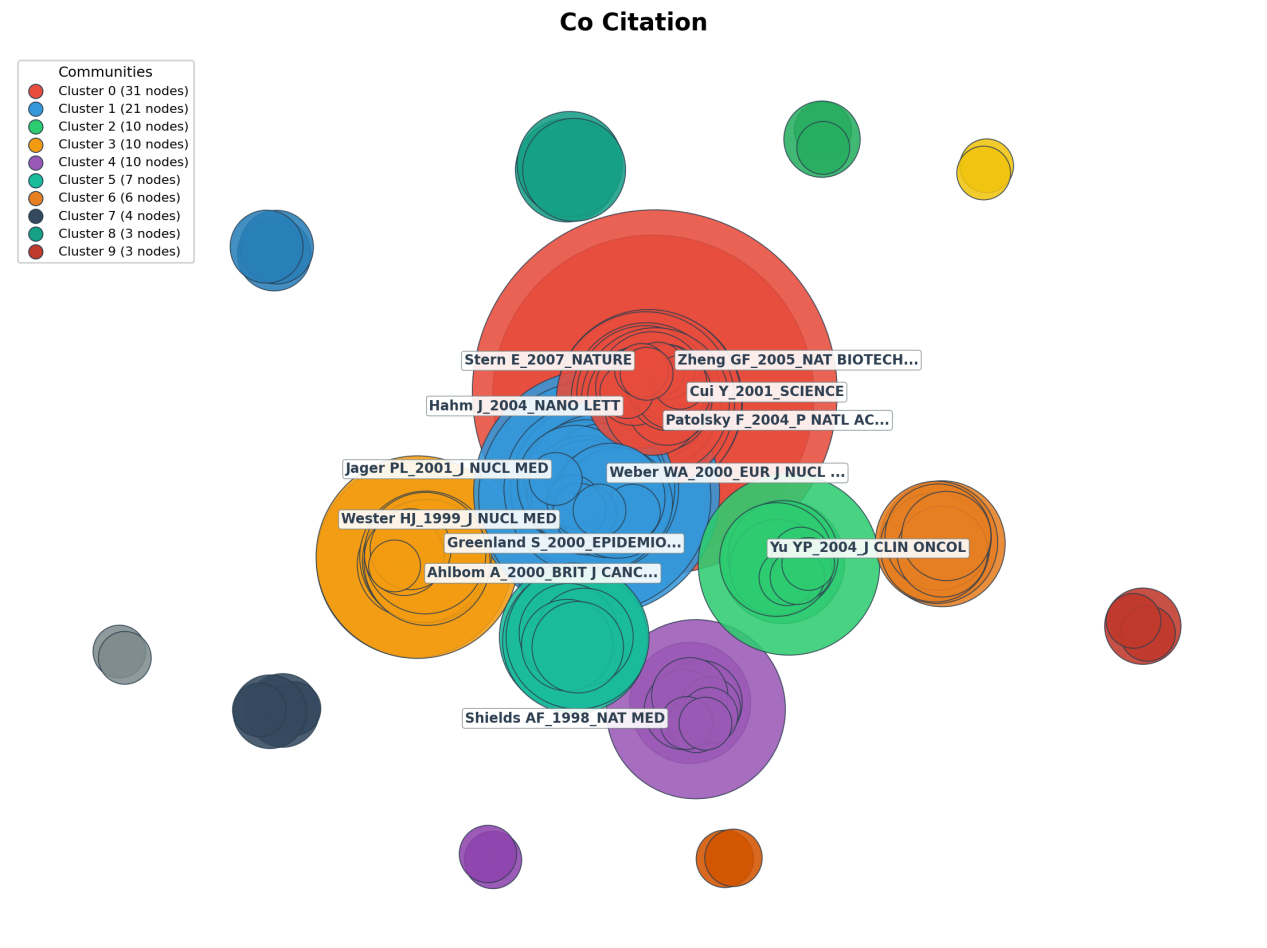 Co Citation
Communities
Cluster 0 (31 nodes)
Cluster 1 (21 nodes)
Cluster 2 (10 nodes)
Cluster 3 (10 nodes)
Cluster 4 (10 nodes)
Cluster 5 (7 nodes)
Cluster 6 (6 nodes)
Cluster 7 (4 nodes)
Cluster 8 (3 nodes)
Cluster 9 (3 nodes)
Stern E_2007_NATURE
Zheng GF_2005_NAT BIOTECH...
Cui Y_2001_SCIENCE
Hahm J_2004_NANO LETT
Patolsky F_2004_P NATL AC...
Jager PL_2001_J NUCL MED
Weber WA_2000_EUR J NUCL ...
Wester HJ_1999_J NUCL MED
Greenland S_2000_EPIDEMIO...
Yu YP_2004_J CLIN ONCOL
Ahlbom A_2000_BRIT J CANC...
Shields AF_1998_NAT MED